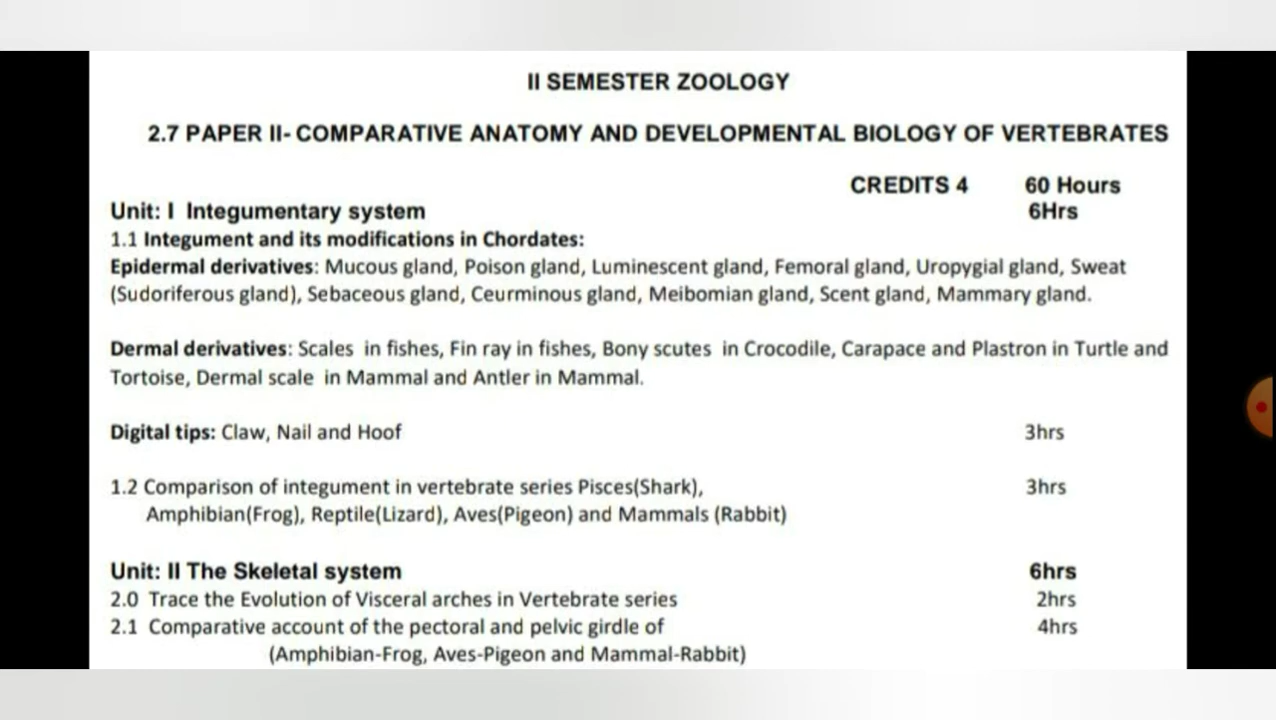 II SEMESTER ZOOLOGY
2.7 PAPER II- COMPARATIVE ANATOMY AND DEVELOPMENTAL BIOLOGY OF VERTEBRATES
CREDITS 4 60 Hours
Unit: I Integumentary system 6Hrs
1.1 Integument and its modifications in Chordates:
Epidermal derivatives: Mucous gland, Poison gland, Luminescent gland, Femoral gland, Uropygial gland, Sweat
(Sudoriferous gland), Sebaceous gland, Ceurminous gland, Meibomian gland, Scent gland, Mammary gland.
Dermal derivatives: Scales in fishes, Fin ray in fishes, Bony scutes in Crocodile, Carapace and Plastron in Turtle and
Tortoise, Dermal scale in Mammal and Antler in Mammal.
Digital tips: Claw, Nail and Hoof 3hrs
1.2 Comparison of integument in vertebrate series Pisces(Shark), 3hrs
Amphibian(Frog), Reptile(Lizard), Aves(Pigeon) and Mammals (Rabbit)
Unit: II The Skeletal system 6hrs
2.0 Trace the Evolution of Visceral arches in Vertebrate series 2hrs
2.1 Comparative account of the pectoral and pelvic girdle of 4hrs
(Amphibian-Frog, Aves-Pigeon and Mammal-Rabbit)